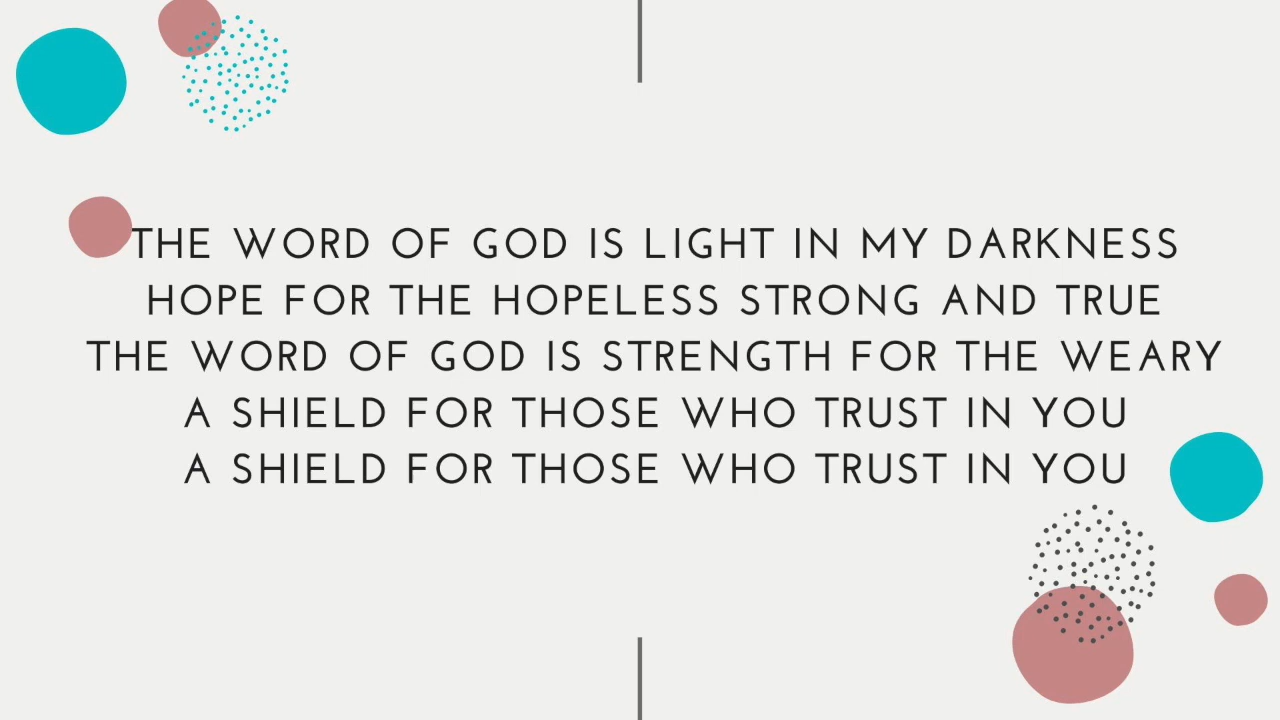 THE WORD OF GOD IS LIGHT IN MY DARKNESS
HOPE FOR THE HOPELESS STRONG AND TRUE
THE WORD OF GOD IS STRENGTH FOR THE WEARY
A SHIELD FOR THOSE WHO TRUST IN YOU
A SHIELD FOR THOSE WHO TRUST IN YOU